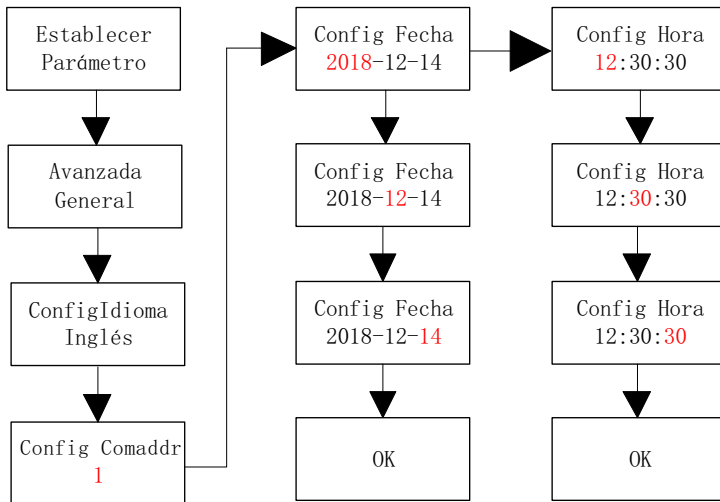 Establecer
Parámetro
Avanzada
General
ConfigIdioma
Inglés
Config Comaddr
1
Config Fecha
2018-12-14
Config Fecha
2018-12-14
Config Fecha
2018-12-14
OK
Config Hora
12:30:30
Config Hora
12:30:30
Config Hora
12:30:30
OK